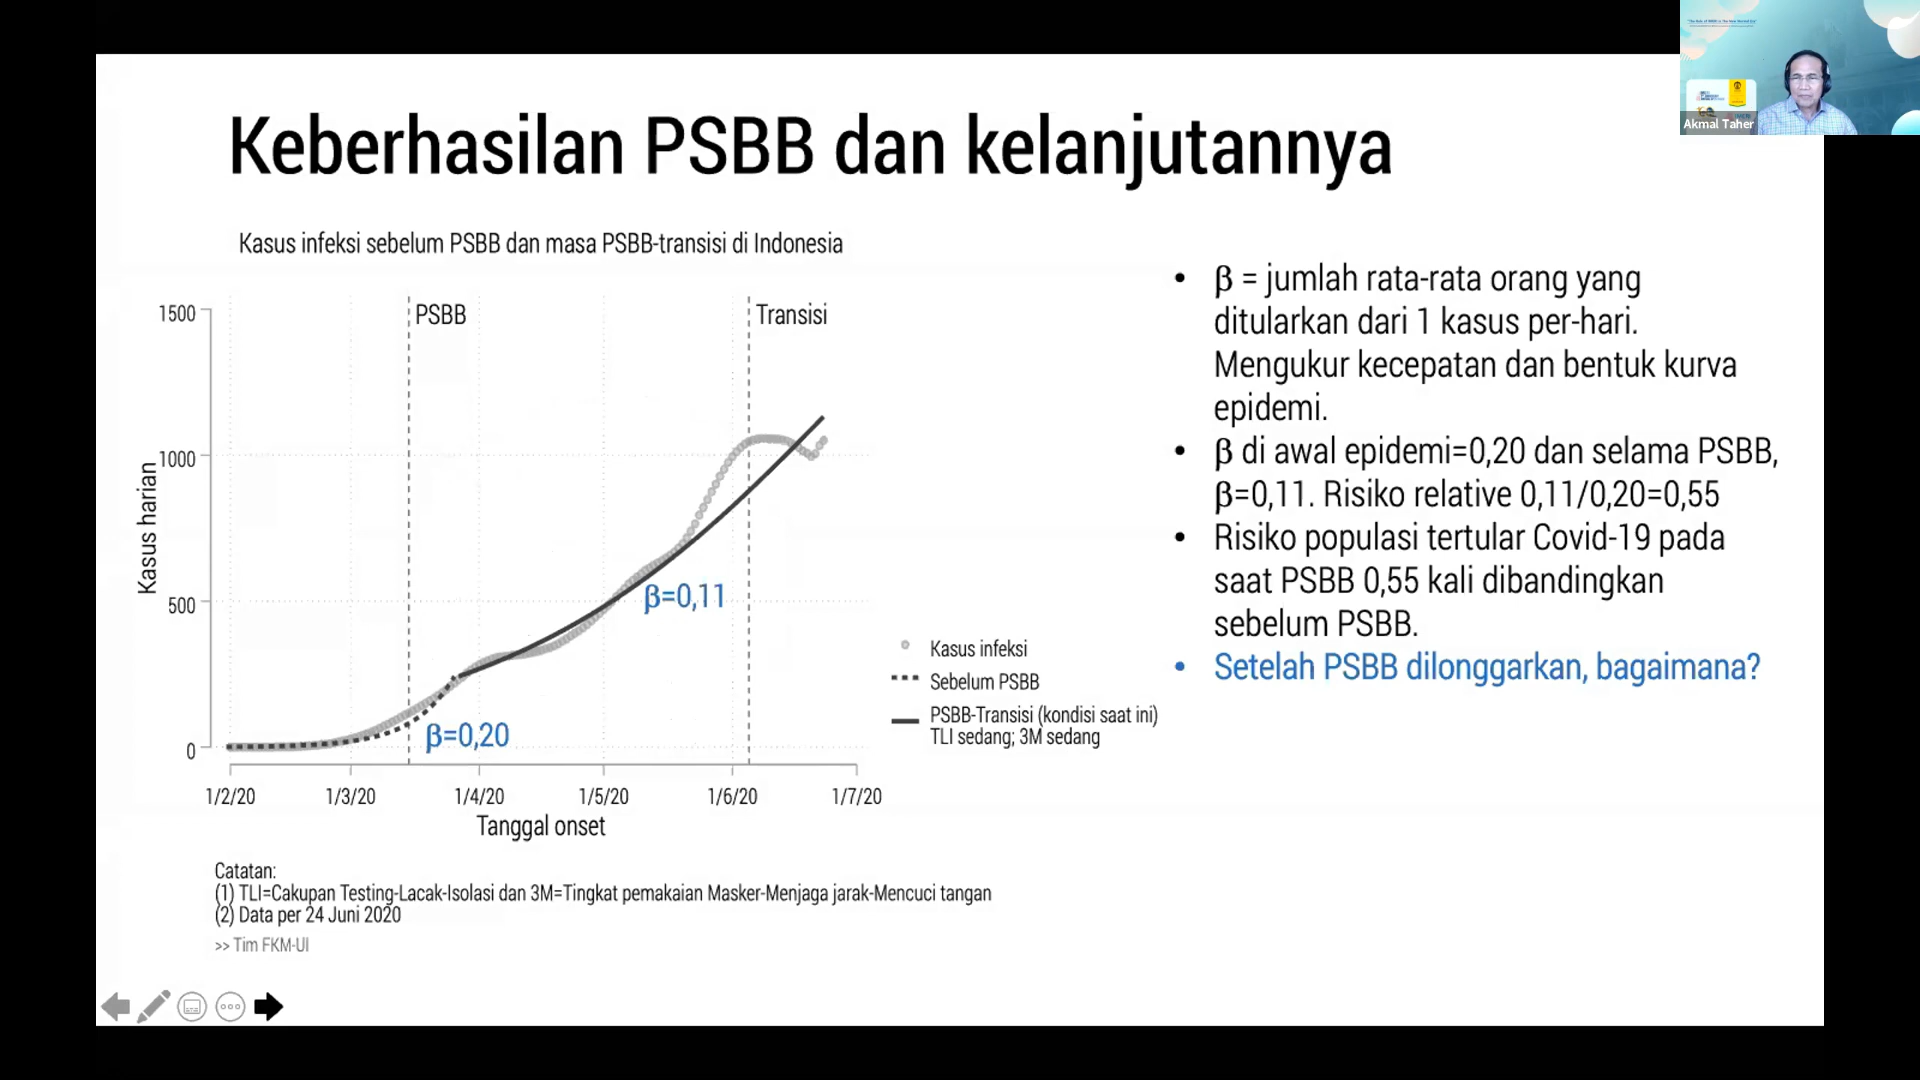 Keberhasilan PSBB dan kelanjutannya
Akmal Taher
Kasus infeksi sebelum PSBB dan masa PSBB-transisi di Indonesia
1500
1000
500
0
Kasus harian
PSBB
Transisi
β=0,11
β=0,20
1/2/20
1/3/20
1/4/20
1/5/20
1/6/20
1/7/20
Tanggal onset
Kasus infeksi
Sebelum PSBB
PSBB-Transisi (kondisi saat ini)
TLI sedang; 3M sedang
• β = jumlah rata-rata orang yang
ditularkan dari 1 kasus per-hari.
Mengukur kecepatan dan bentuk kurva
epidemi.
• β di awal epidemi=0,20 dan selama PSBB,
β=0,11. Risiko relative 0,11/0,20=0,55
• Risiko populasi tertular Covid-19 pada
saat PSBB 0,55 kali dibandingkan
sebelum PSBB.
• Setelah PSBB dilonggarkan, bagaimana?
Catatan:
(1) TLI=Cakupan Testing-Lacak-Isolasi dan 3M=Tingkat pemakaian Masker-Menjaga jarak-Mencuci tangan
(2) Data per 24 Juni 2020
>> Tim FKM-UI